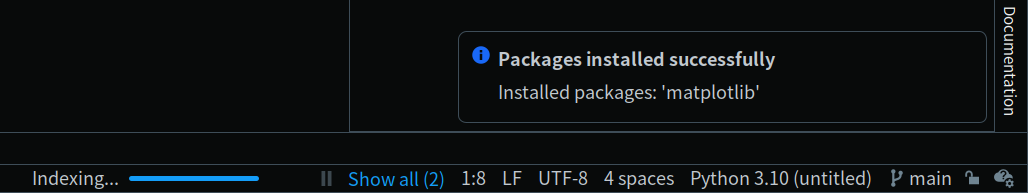 Documentation
Packages installed successfully
Installed packages: 'matplotlib'
Indexing... Show all (2) 1:8 LF UTF-8 4 spaces Python 3.10 (untitled) main